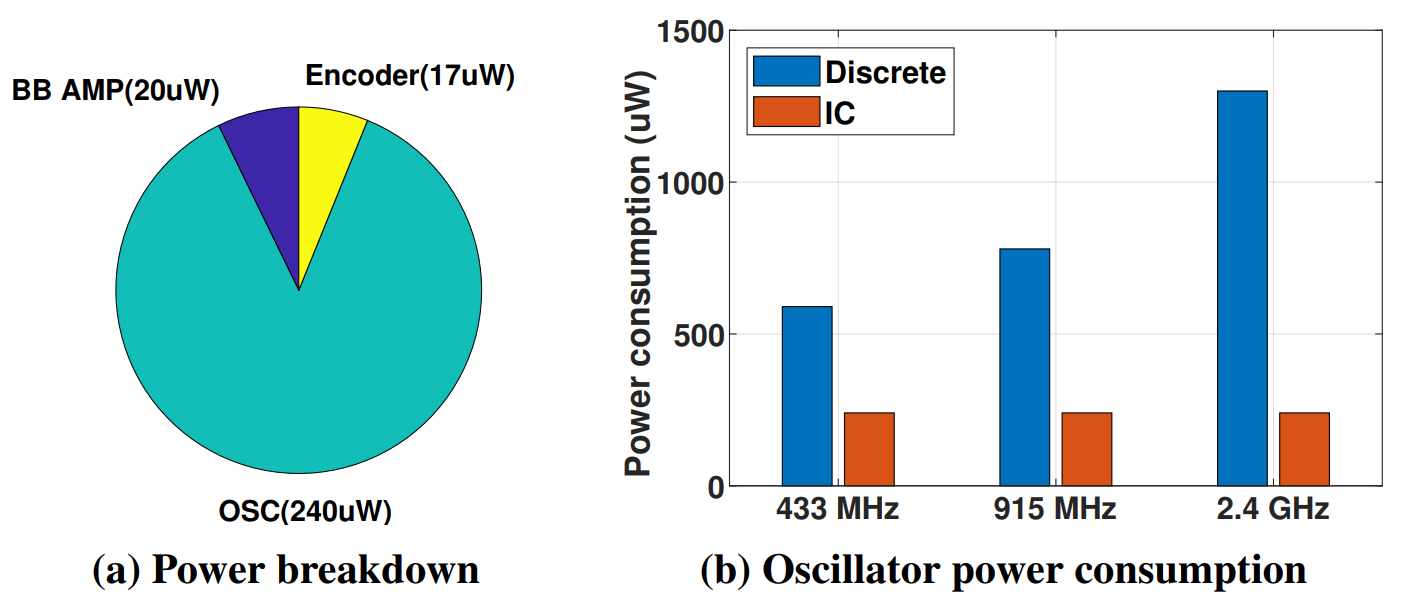 BB AMP(20uW)
Encoder(17uW)
OSC(240uW)
(a) Power breakdown
Power consumption (uW)
1500
1000
500
0
Discrete
IC
433 MHz
915 MHz
2.4 GHz
(b) Oscillator power consumption